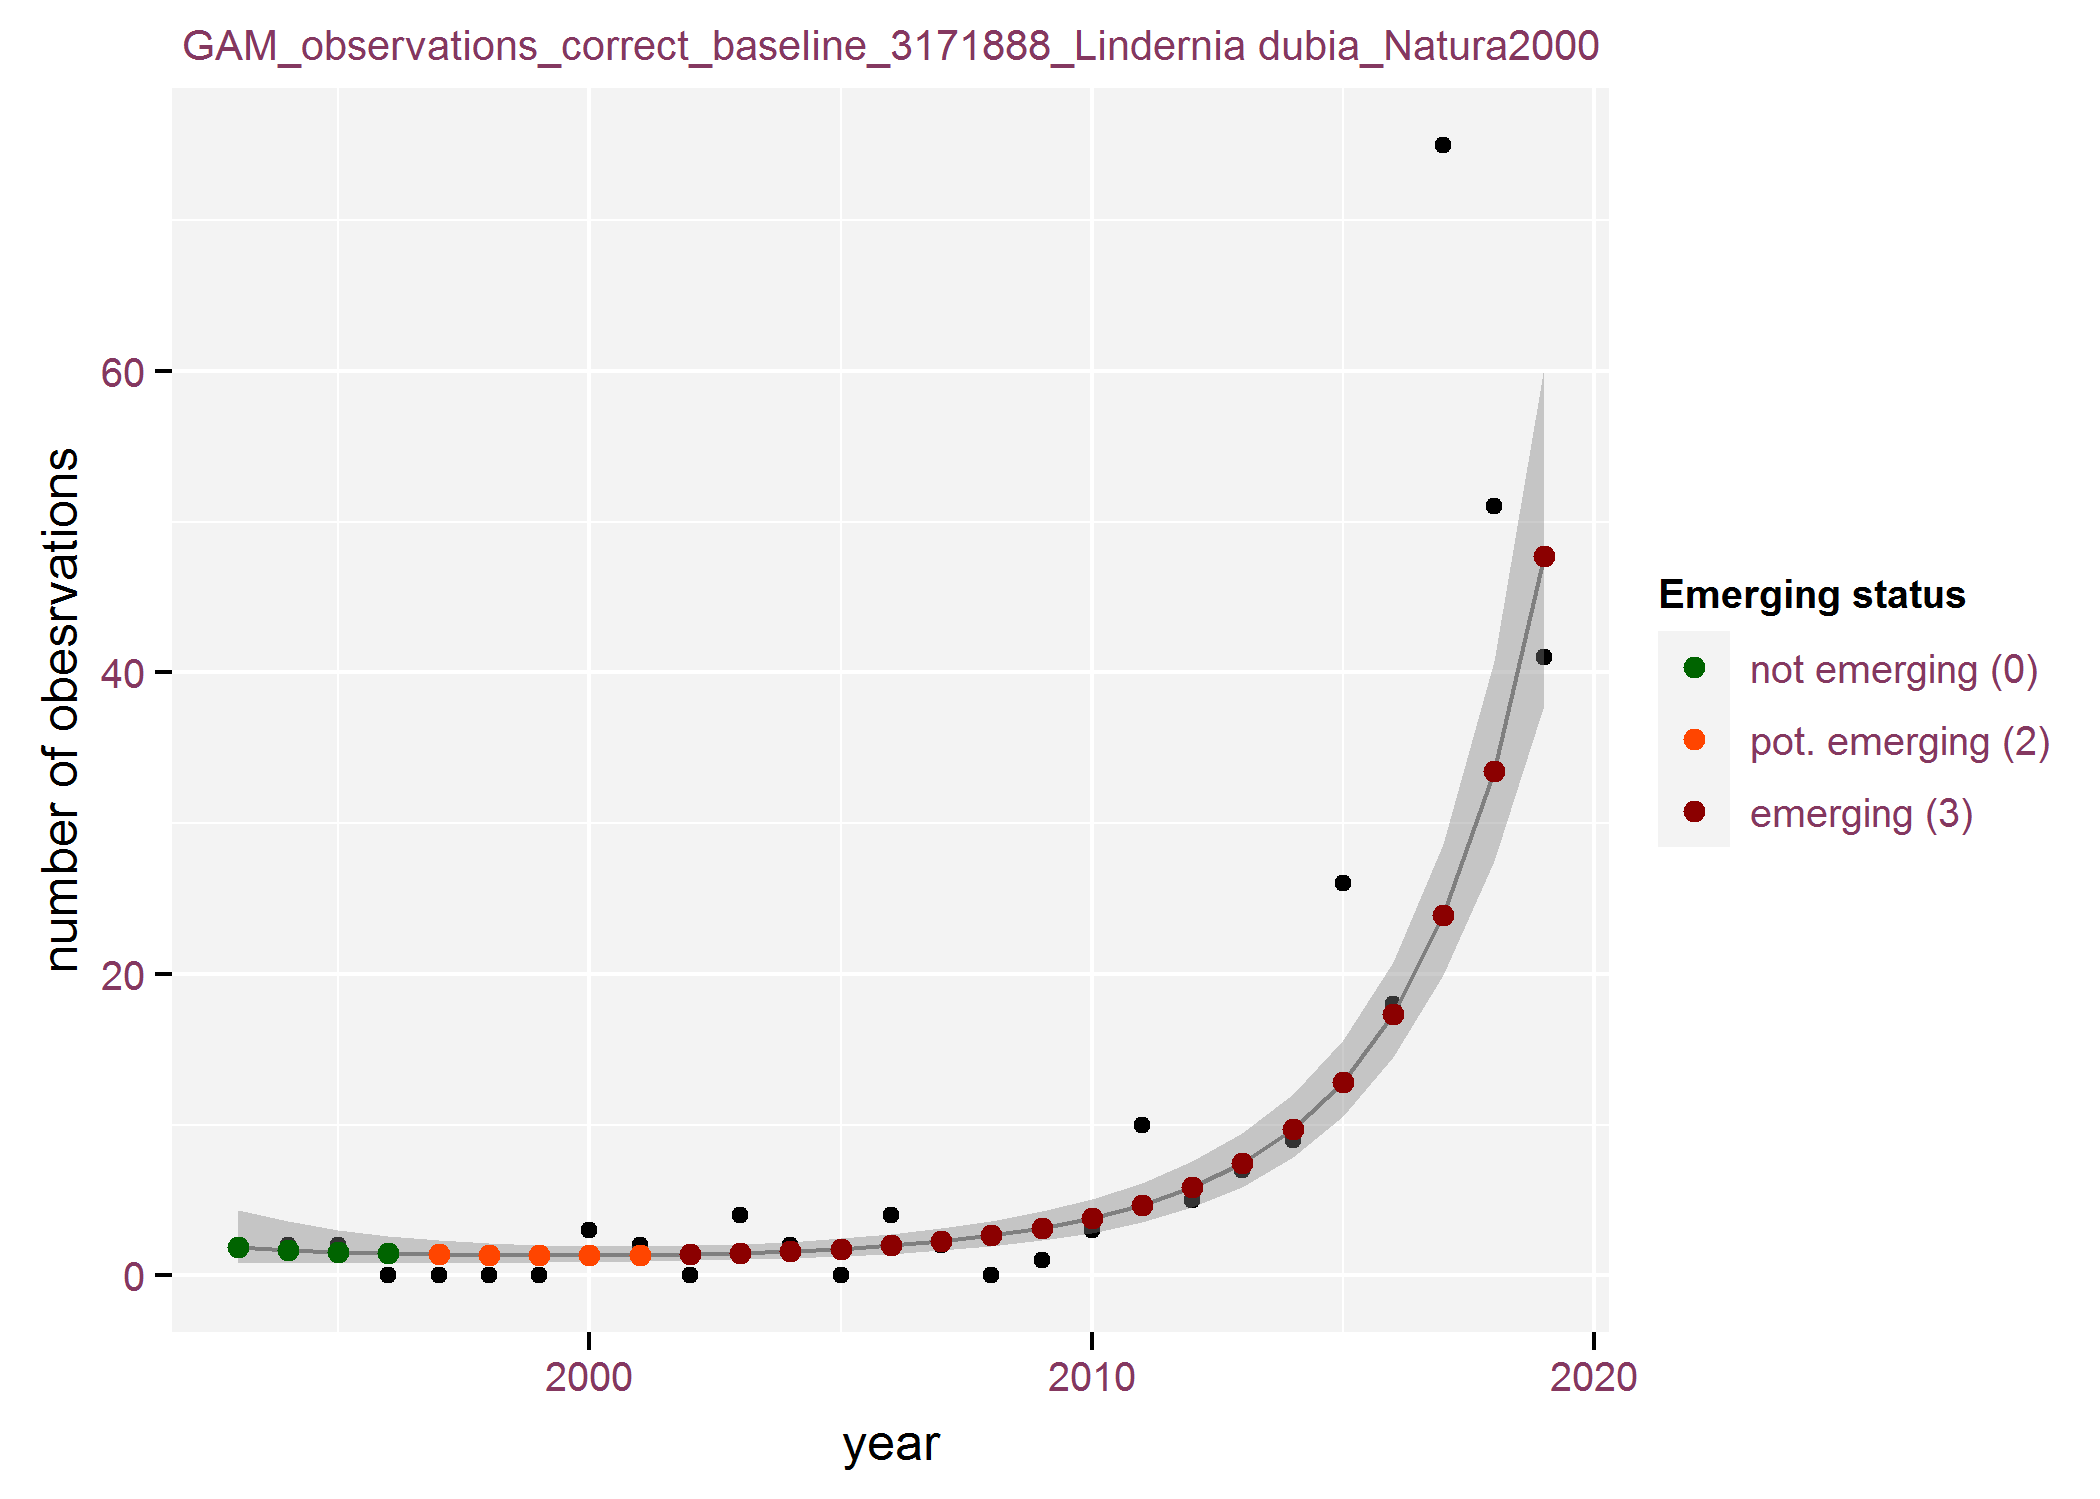 GAM_observations_correct_baseline_3171888_Lindernia dubia_Natura2000
number of obesrvations
60
40
20
0
2000 2010 2020
year
Emerging status
not emerging (0)
pot. emerging (2)
emerging (3)